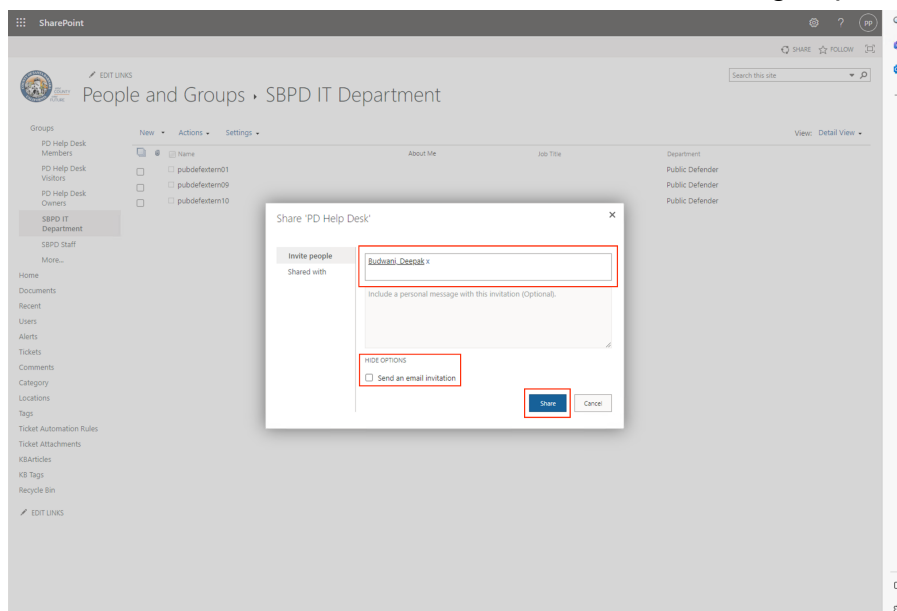 SharePoint
?
PP
SHARE
FOLLOW
EDIT LINKS
Search this site
People and Groups › SBPD IT Department
Groups
PD Help Desk
Members
PD Help Desk
Visitors
PD Help Desk
Owners
SBPD IT
Department
SBPD Staff
More...
Home
Documents
Recent
Users
Alerts
Tickets
Comments
Category
Locations
Tags
Ticket Automation Rules
Ticket Attachments
KBArticles
KB Tags
Recycle Bin
EDIT LINKS
New Actions Settings
View: Detail View
Name About Me Job Title Department
pubdefextern01 Public Defender
pubdefextern09 Public Defender
pubdefextern10 Public Defender
Share 'PD Help Desk'
Invite people
Shared with
Budwani, Deepak x
Include a personal message with this invitation (Optional).
HIDE OPTIONS
Send an email invitation
Share Cancel